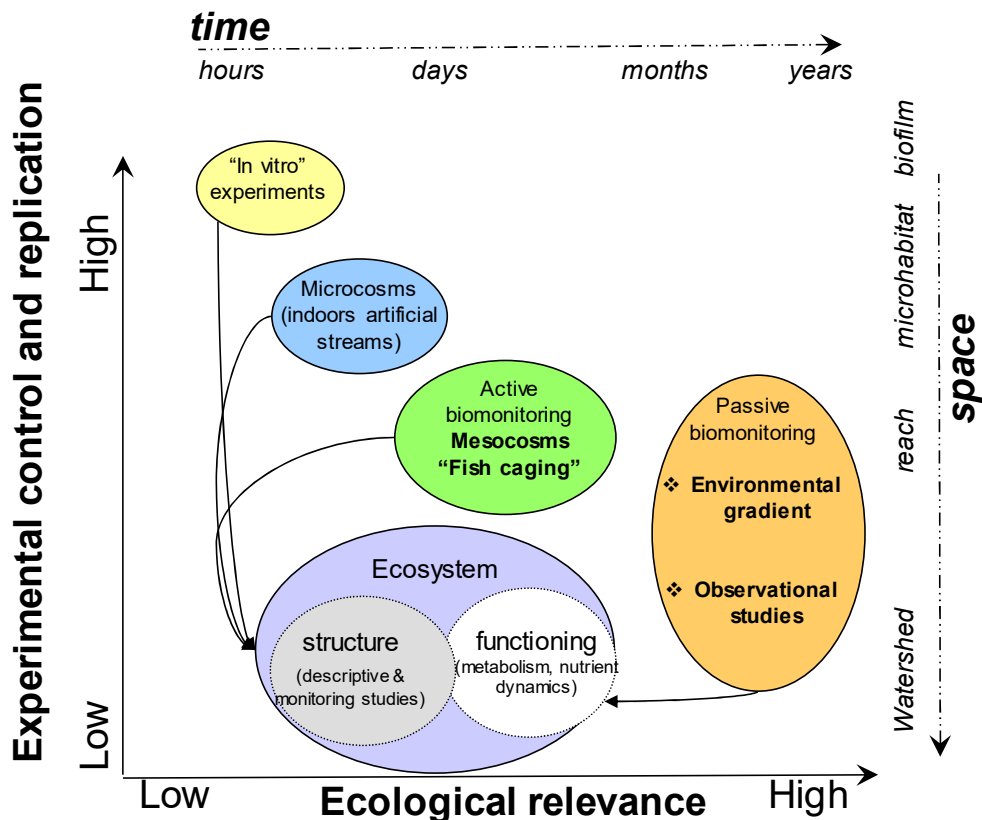 time
hours days months years
Experimental control and replication
High
Low
“In vitro”
experiments
Microcosms
(indoors artificial
streams)
Active
biomonitoring
Mesocosms
“Fish caging”
Passive
biomonitoring
❖ Environmental
gradient
❖ Observational
studies
Ecosystem
structure
(descriptive &
monitoring studies)
functioning
(metabolism, nutrient
dynamics)
biofilm
microhabitat
reach
Watershed
space
Low
Ecological relevance
High